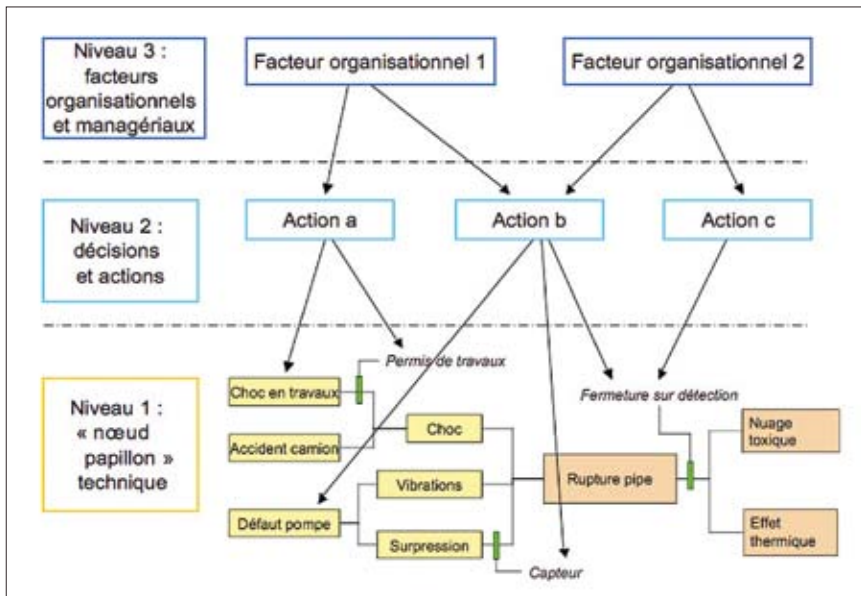 Niveau 3 :
facteurs
organisationnels
et managériaux
Facteur organisationnel 1
Facteur organisationnel 2
Niveau 2 :
décisions
et actions
Action a
Action b
Action c
Niveau 1 :
« nœud
papillon »
technique
Permis de travaux
Choc en travaux
Accident camion
Choc
Vibrations
Défaut pompe
Surpression
Capteur
Rupture pipe
Fermeture sur détection
Nuage
toxique
Effet
thermique